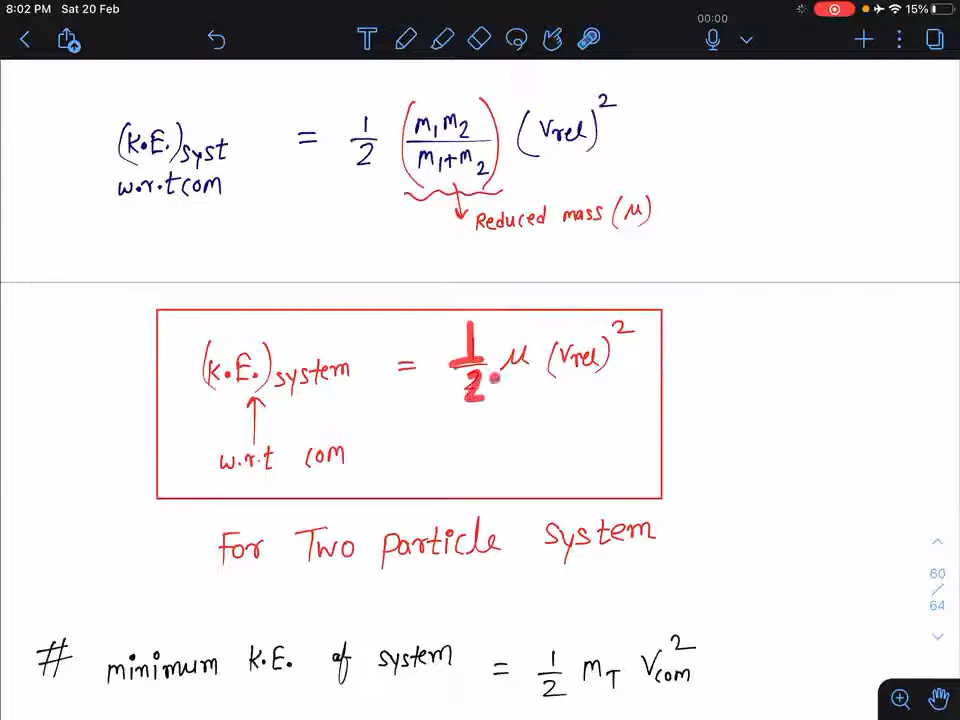 8:02 PM Sat 20 Feb
00:00
15%
(K.E.)syst = 1/2 (m₁m₂/m₁+m₂) (Vrel)²
w.r.t com
Reduced mass (μ)
(K.E.)system = 1/2 μ (Vrel)²
w.r.t com
For Two particle system
60
/
64
# minimum K.E. of system = 1/2 mT Vcom²